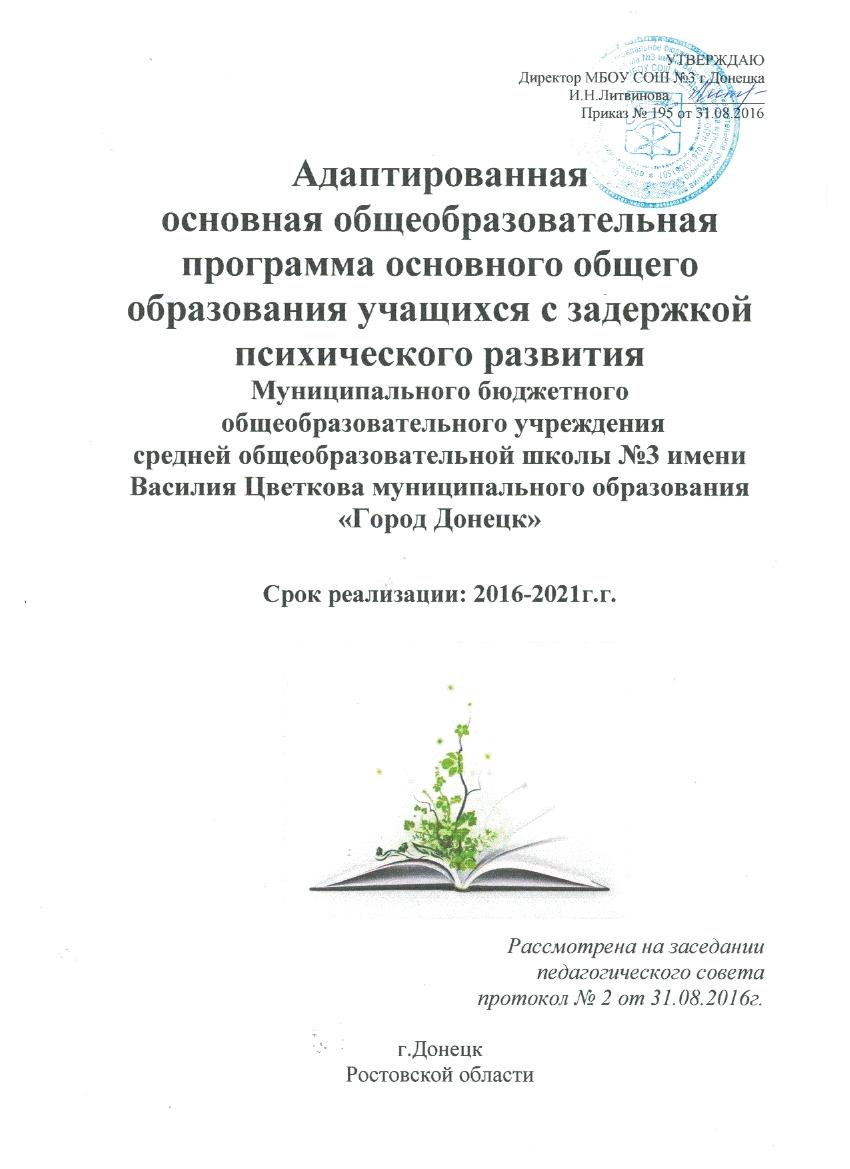 УТВЕРЖДАЮ
Директор МБОУ СОШ №3 г.Донецка
И.Н.Литвинова
Приказ № 195 от 31.08.2016
Адаптированная
основная общеобразовательная
программа основного общего
образования учащихся с задержкой
психического развития
Муниципального бюджетного
общеобразовательного учреждения
средней общеобразовательной школы №3 имени
Василия Цветкова муниципального образования
«Город Донецк»
Срок реализации: 2016-2021г.г.
Рассмотрена на заседании
педагогического совета
протокол № 2 от 31.08.2016г.
г.Донецк
Ростовской области